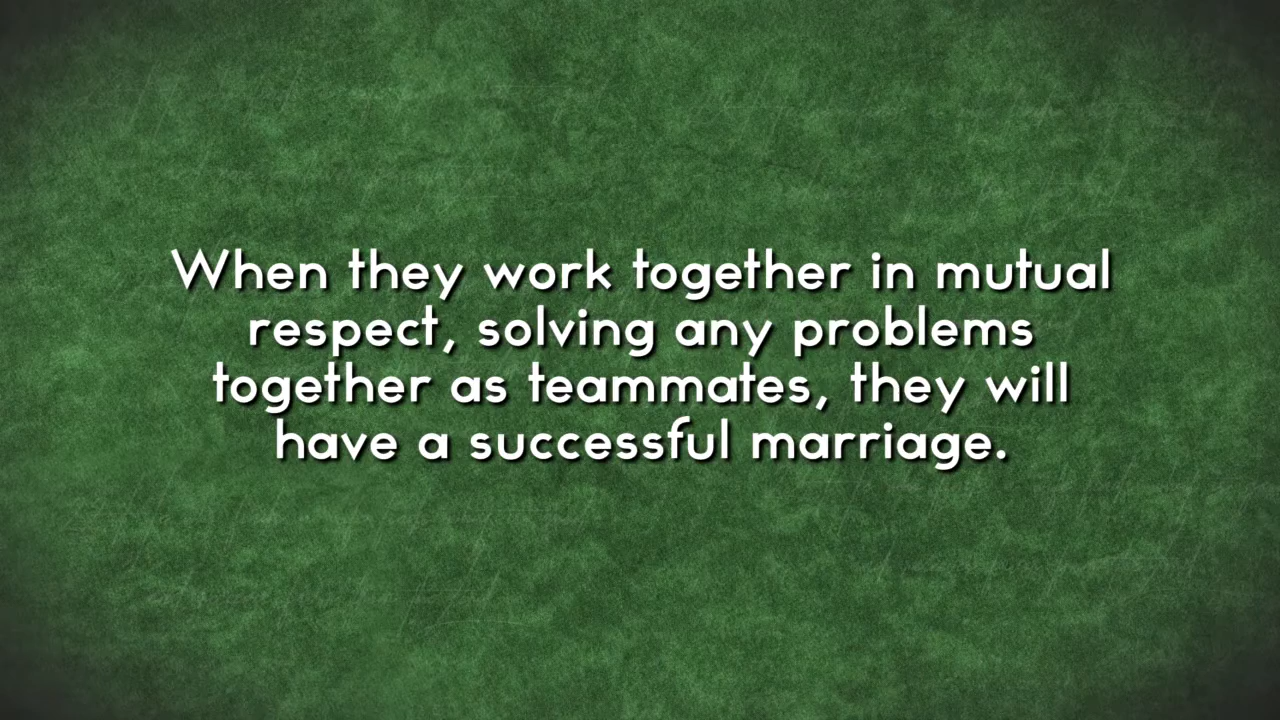 When they work together in mutual
respect, solving any problems
together as teammates, they will
have a successful marriage.